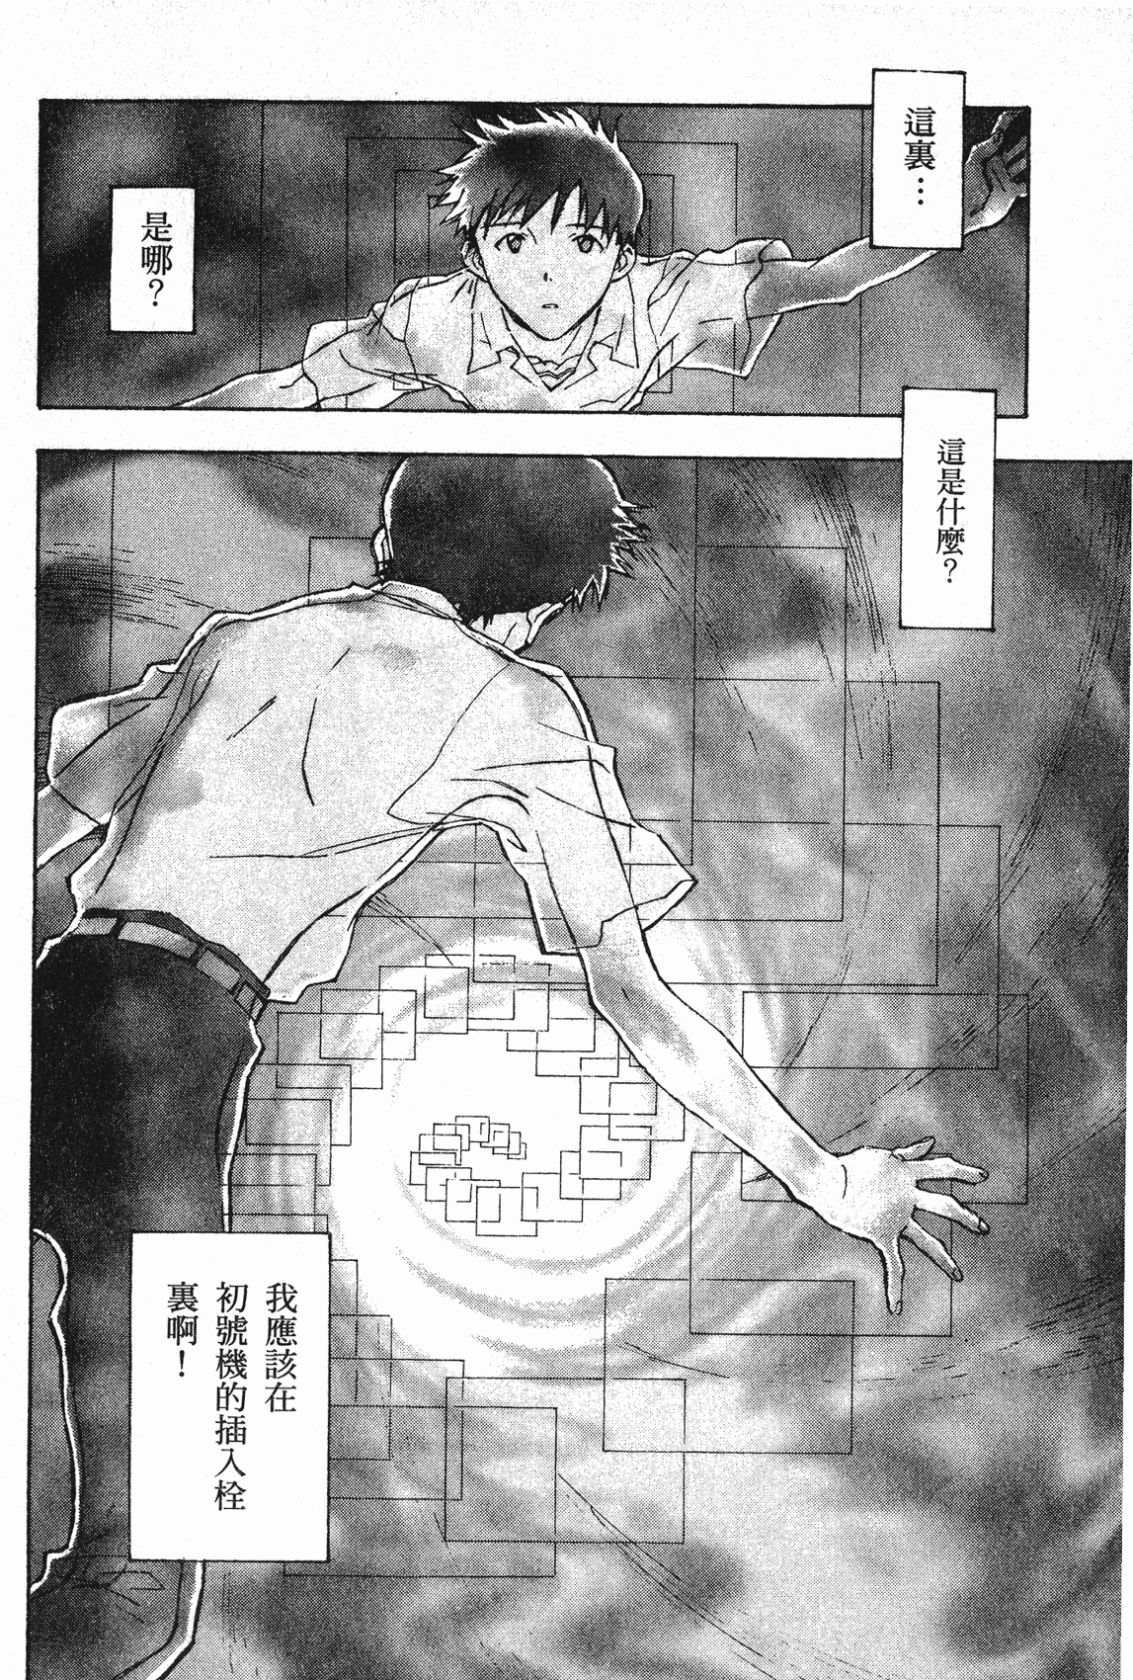 這裏…
是哪？
這是什麼？
我應該在
初號機的插入栓
裏啊！